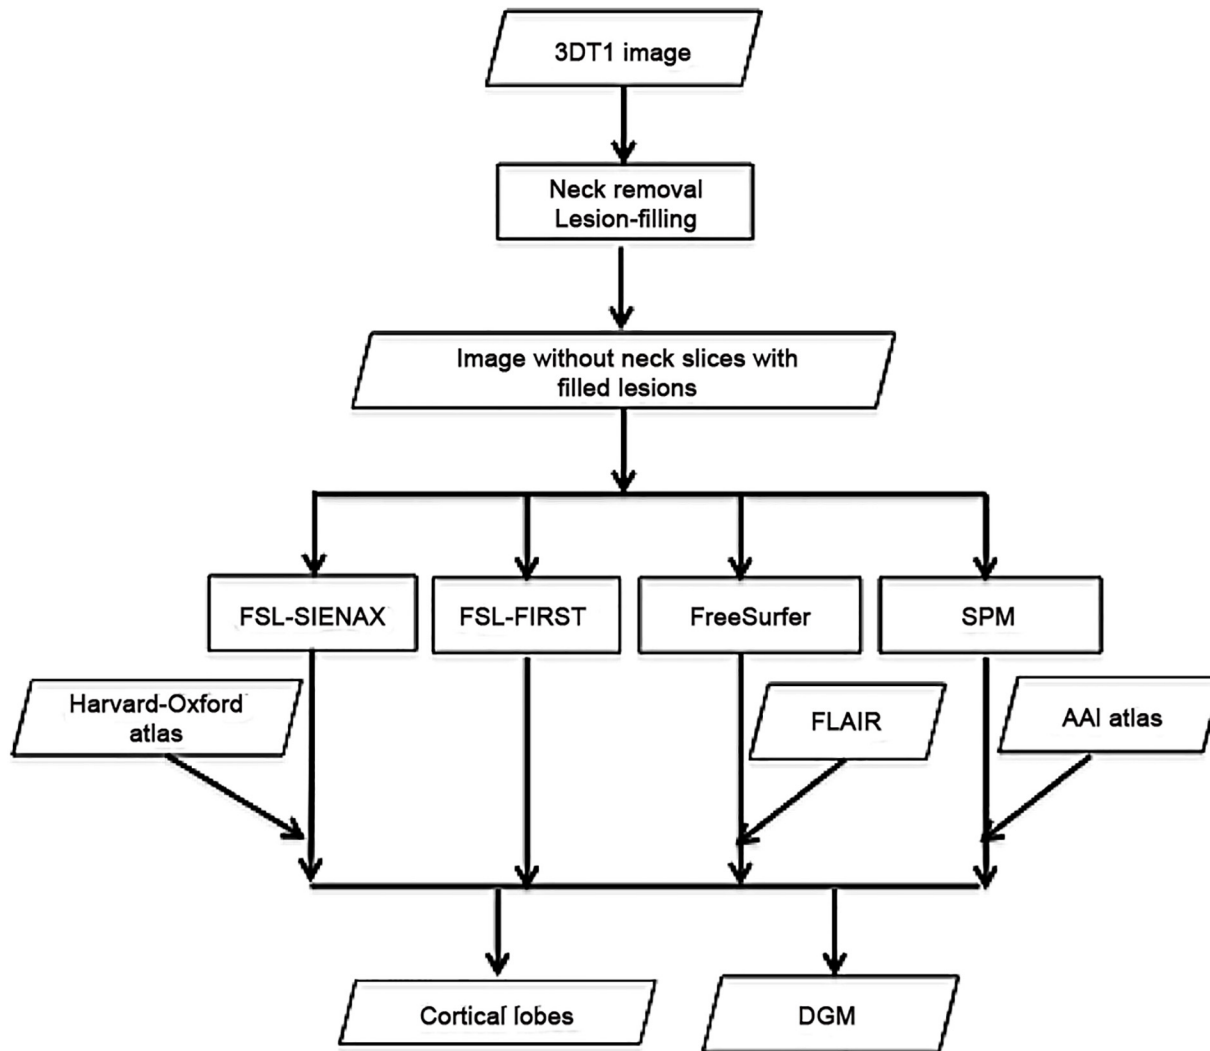 3DT1 image
Neck removal
Lesion-filling
Image without neck slices with
filled lesions
FSL-SIENAX
FSL-FIRST
FreeSurfer
SPM
Harvard-Oxford
atlas
FLAIR
AAl atlas
Cortical lobes
DGM